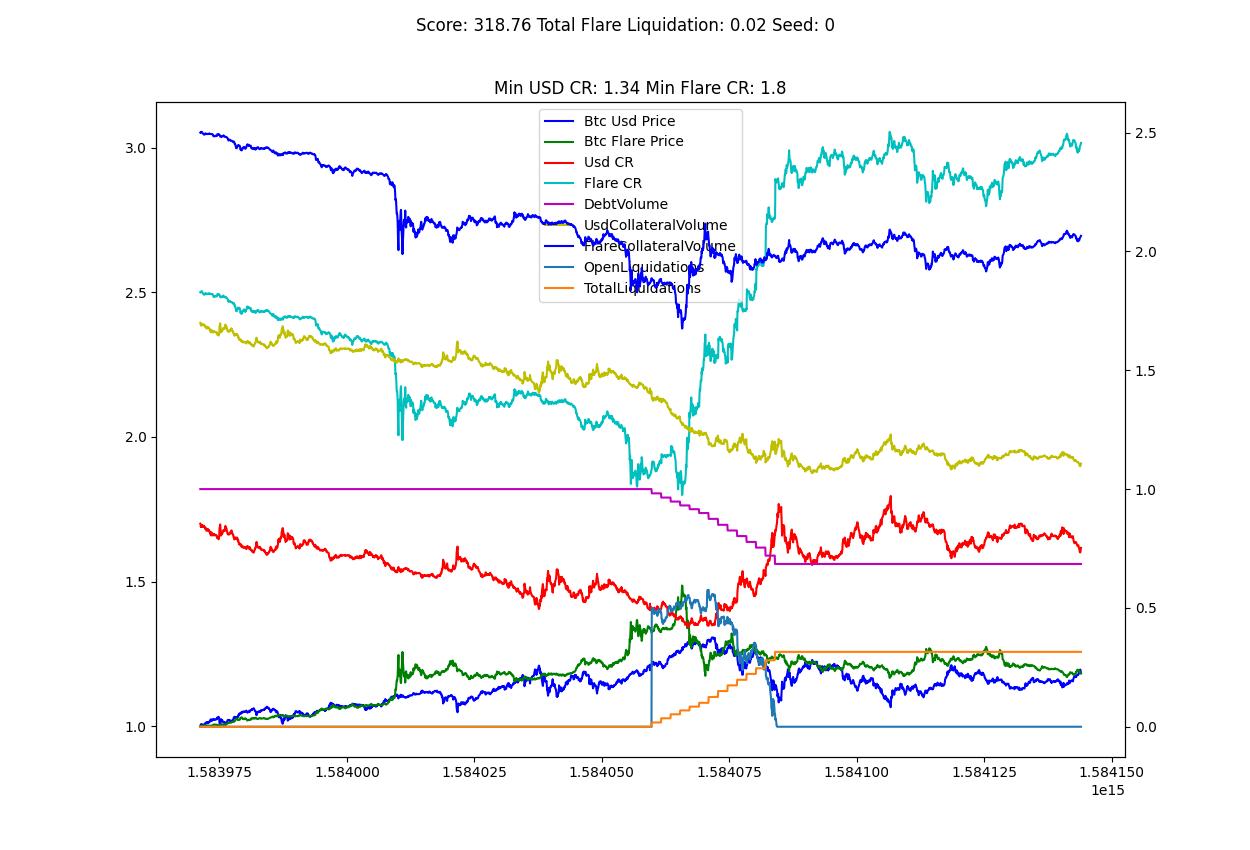 Score: 318.76 Total Flare Liquidation: 0.02 Seed: 0
Min USD CR: 1.34 Min Flare CR: 1.8
Btc Usd Price
Btc Flare Price
Usd CR
Flare CR
DebtVolume
UsdCollateralVolume
FlareCollateralVolume
OpenLiquidations
TotalLiquidations
3.0
2.5
2.0
1.5
1.0
2.5
2.0
1.5
1.0
0.5
0.0
1.583975 1.584000 1.584025 1.584050 1.584075 1.584100 1.584125 1.584150
1e15